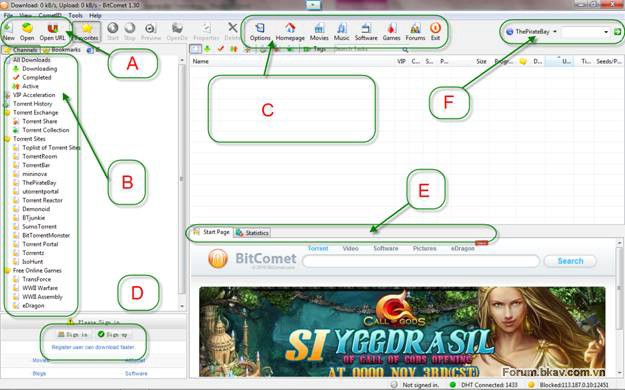 Download: 0 kB/s, Upload: 0 kB/s - BitComet 1.30
View CometID Tools Help
New Open Open URL Favorites Start Stop Preview OpenDir Properties Delete Options Homepage Movies Music Software Games Forums Exit
ThePirateBay
A
Channels Bookmarks
Tags Search Tasks
All Downloads
Downloading
Completed
Active
VIP Acceleration
Torrent History
Torrent Exchange
Torrent Share
Torrent Collection
Torrent Sites
Toplist of Torrent Sites
TorrentRoom
TorrentBar
mininova
ThePirateBay
utorrentportal
Torrent Reactor
Demonoid
BTjunkie
SumoTorrent
BitTorrentMonster
Torrent Portal
Torrentz
IsoHunt
Free Online Games
TransForce
WWII Warfare
WWII Assembly
eDragon
B
D
Please Sign in
Sign in Sign up
Register user can download faster.
Movies
Blogs Software
Name VIP C... S... P... Size Progr... D... U... Ti... Seeds/P...
C
F
E
Start Page Statistics
Torrent Video Software Pictures eDragon
BitComet
Search
CALL OF GODS
S1 YGGDRASIL
OF CALL OF GODS OPENING
AT 0000 NOV 3RD(CST)
Forum.bkav.com.vn
Not signed in. DHT Connected: 1433 Blocked:113.187.0.10:12451